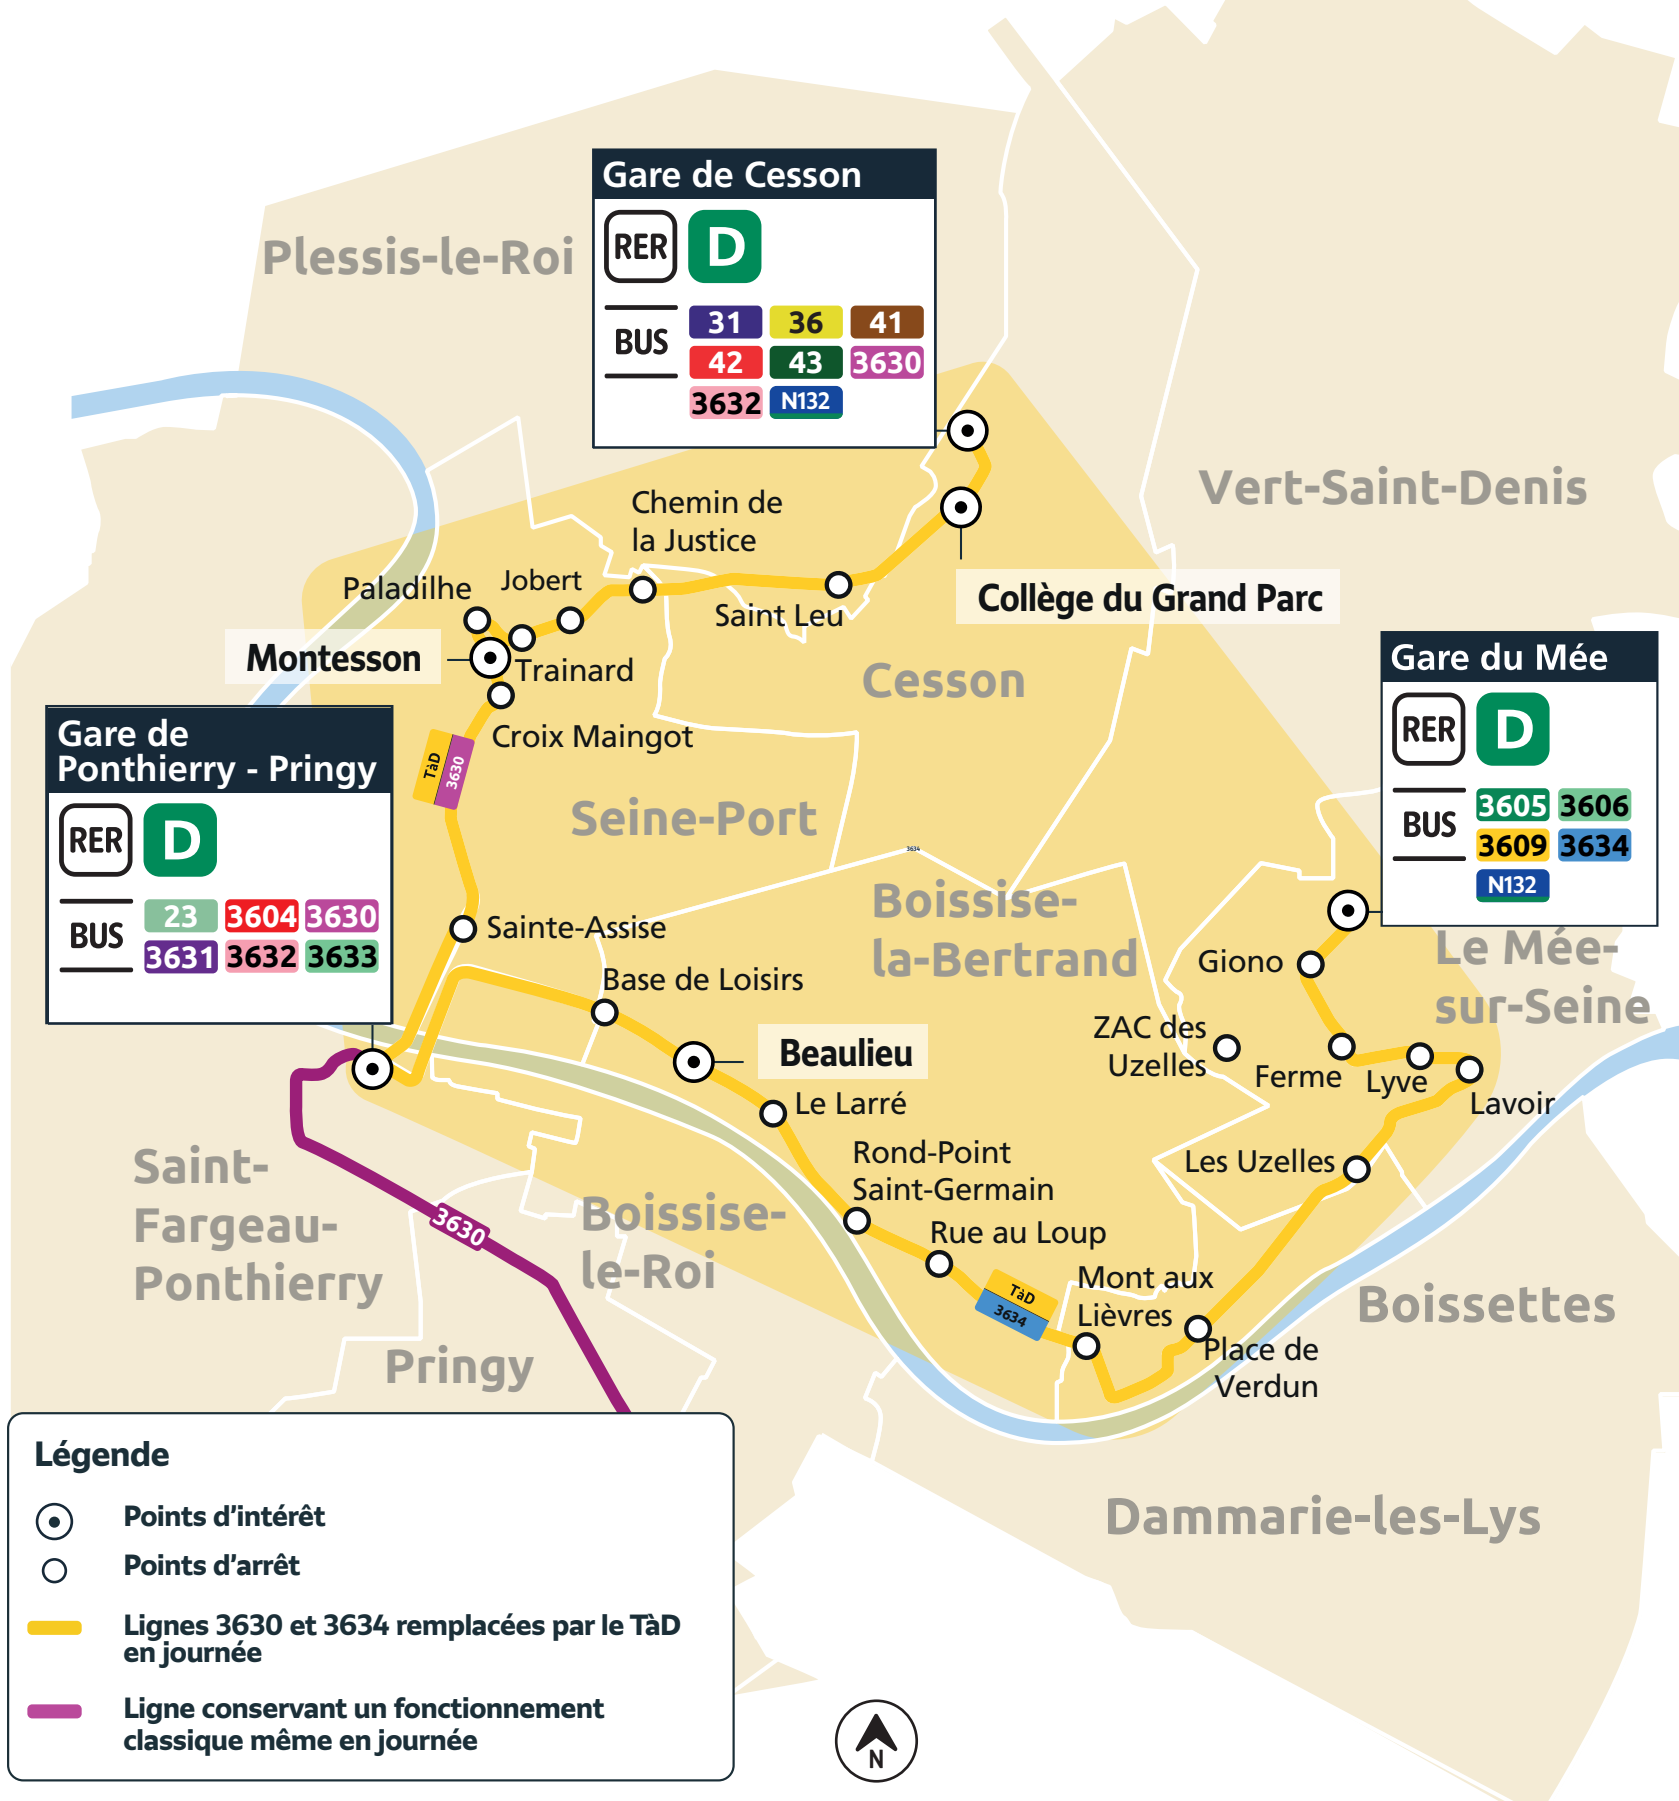 Gare de Cesson
RER D
BUS
31 36 41
42 43 3630
3632 N132
Plessis-le-Roi
Vert-Saint-Denis
Chemin de
la Justice
Paladilhe
Jobert
Saint Leu
Collège du Grand Parc
Montesson
Trainard
Croix Maingot
Cesson
Gare du Mée
RER D
BUS
3605 3606
3609 3634
N132
Gare de
Ponthierry - Pringy
RER D
BUS
23 3604 3630
3631 3632 3633
TàD
3630
Seine-Port
3634
Boissise-
la-Bertrand
Sainte-Assise
Base de Loisirs
Giono
Le Mée-
sur-Seine
ZAC des
Uzelles
Ferme
Lyve
Lavoir
Beaulieu
Le Larré
Rond-Point
Saint-Germain
Les Uzelles
Saint-
Fargeau-
Ponthierry
3630
Boissise-
le-Roi
Rue au Loup
TàD
3634
Mont aux
Lièvres
Place de
Verdun
Boissettes
Pringy
Dammarie-les-Lys
Légende
Points d'intérêt
Points d'arrêt
Lignes 3630 et 3634 remplacées par le TàD
en journée
Ligne conservant un fonctionnement
classique même en journée
N